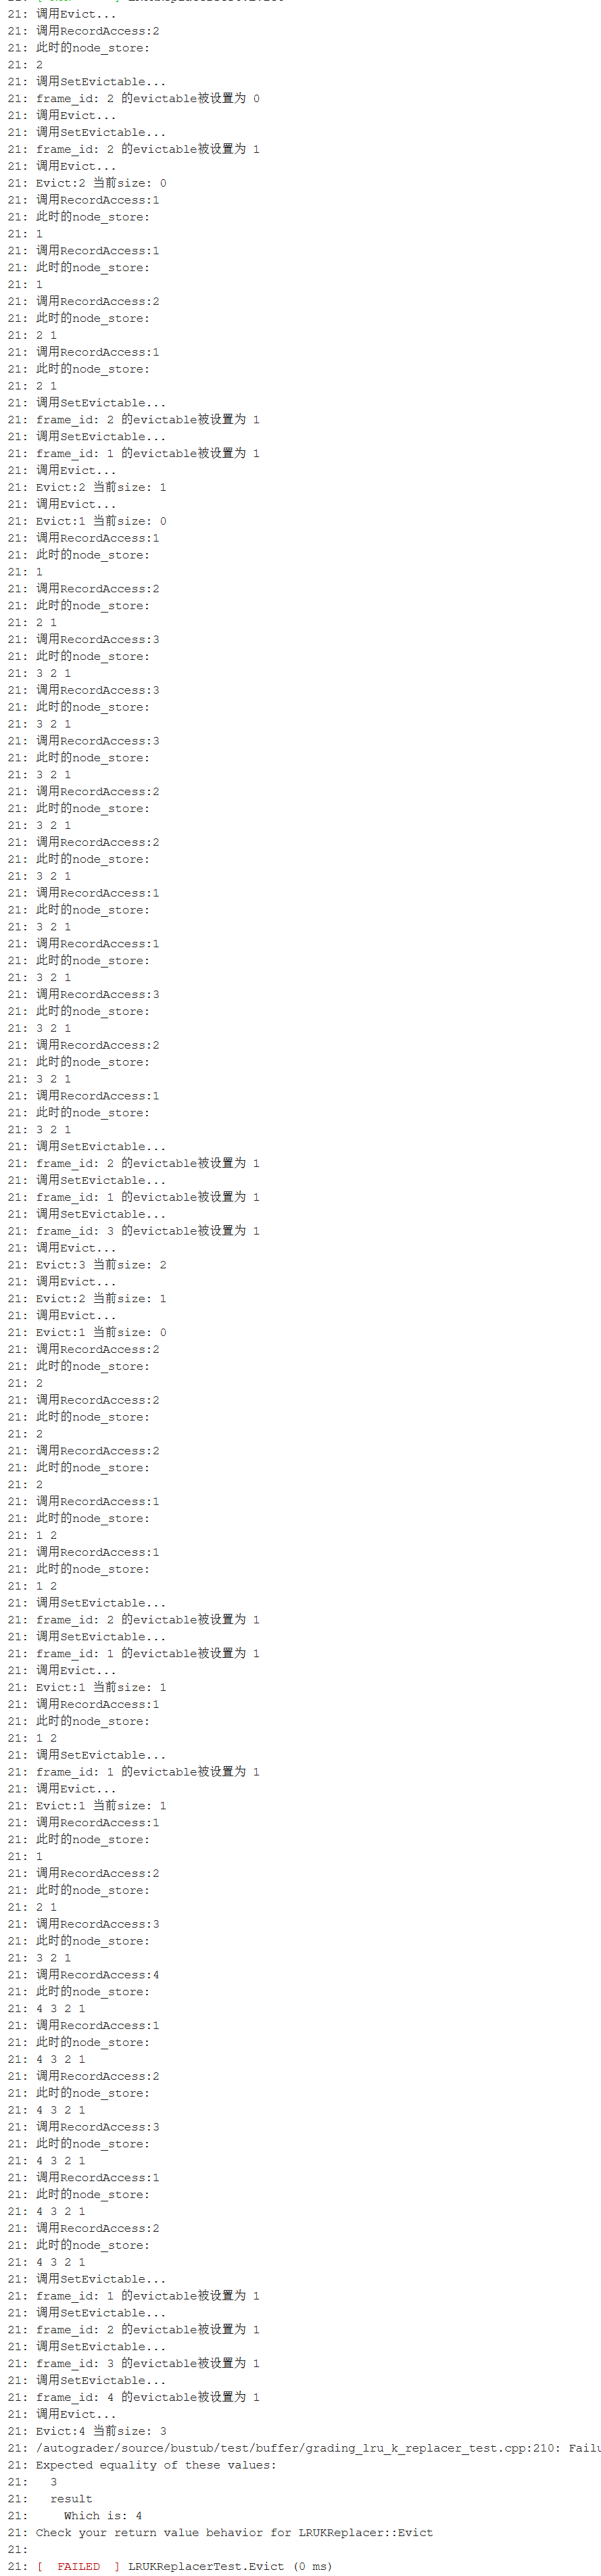 21: 调用Evict...
21: 调用RecordAccess:2
21: 此时的node_store:
21: 2
21: 调用SetEvictable...
21: frame_id: 2 的evictable被设置为 0
21: 调用Evict...
21: 调用SetEvictable...
21: frame_id: 2 的evictable被设置为 1
21: 调用Evict...
21: Evict:2 当前size: 0
21: 调用RecordAccess:1
21: 此时的node_store:
21: 1
21: 调用RecordAccess:1
21: 此时的node_store:
21: 1
21: 调用RecordAccess:2
21: 此时的node_store:
21: 2 1
21: 调用RecordAccess:1
21: 此时的node_store:
21: 2 1
21: 调用SetEvictable...
21: frame_id: 2 的evictable被设置为 1
21: 调用SetEvictable...
21: frame_id: 1 的evictable被设置为 1
21: 调用Evict...
21: Evict:2 当前size: 1
21: 调用Evict...
21: Evict:1 当前size: 0
21: 调用RecordAccess:1
21: 此时的node_store:
21: 1
21: 调用RecordAccess:2
21: 此时的node_store:
21: 2 1
21: 调用RecordAccess:3
21: 此时的node_store:
21: 3 2 1
21: 调用RecordAccess:3
21: 此时的node_store:
21: 3 2 1
21: 调用RecordAccess:3
21: 此时的node_store:
21: 3 2 1
21: 调用RecordAccess:2
21: 此时的node_store:
21: 3 2 1
21: 调用RecordAccess:2
21: 此时的node_store:
21: 3 2 1
21: 调用RecordAccess:1
21: 此时的node_store:
21: 3 2 1
21: 调用RecordAccess:1
21: 此时的node_store:
21: 3 2 1
21: 调用RecordAccess:3
21: 此时的node_store:
21: 3 2 1
21: 调用RecordAccess:2
21: 此时的node_store:
21: 3 2 1
21: 调用RecordAccess:1
21: 此时的node_store:
21: 3 2 1
21: 调用SetEvictable...
21: frame_id: 2 的evictable被设置为 1
21: 调用SetEvictable...
21: frame_id: 1 的evictable被设置为 1
21: 调用SetEvictable...
21: frame_id: 3 的evictable被设置为 1
21: 调用Evict...
21: Evict:3 当前size: 2
21: 调用Evict...
21: Evict:2 当前size: 1
21: 调用Evict...
21: Evict:1 当前size: 0
21: 调用RecordAccess:2
21: 此时的node_store:
21: 2
21: 调用RecordAccess:2
21: 此时的node_store:
21: 2
21: 调用RecordAccess:2
21: 此时的node_store:
21: 2
21: 调用RecordAccess:1
21: 此时的node_store:
21: 1 2
21: 调用RecordAccess:1
21: 此时的node_store:
21: 1 2
21: 调用SetEvictable...
21: frame_id: 2 的evictable被设置为 1
21: 调用SetEvictable...
21: frame_id: 1 的evictable被设置为 1
21: 调用Evict...
21: Evict:1 当前size: 1
21: 调用RecordAccess:1
21: 此时的node_store:
21: 1 2
21: 调用SetEvictable...
21: frame_id: 1 的evictable被设置为 1
21: 调用Evict...
21: Evict:1 当前size: 1
21: 调用RecordAccess:1
21: 此时的node_store:
21: 1
21: 调用RecordAccess:2
21: 此时的node_store:
21: 2 1
21: 调用RecordAccess:3
21: 此时的node_store:
21: 3 2 1
21: 调用RecordAccess:4
21: 此时的node_store:
21: 4 3 2 1
21: 调用RecordAccess:1
21: 此时的node_store:
21: 4 3 2 1
21: 调用RecordAccess:2
21: 此时的node_store:
21: 4 3 2 1
21: 调用RecordAccess:3
21: 此时的node_store:
21: 4 3 2 1
21: 调用RecordAccess:1
21: 此时的node_store:
21: 4 3 2 1
21: 调用RecordAccess:2
21: 此时的node_store:
21: 4 3 2 1
21: 调用SetEvictable...
21: frame_id: 1 的evictable被设置为 1
21: 调用SetEvictable...
21: frame_id: 2 的evictable被设置为 1
21: 调用SetEvictable...
21: frame_id: 3 的evictable被设置为 1
21: 调用SetEvictable...
21: frame_id: 4 的evictable被设置为 1
21: 调用Evict...
21: Evict:4 当前size: 3
21: /autograder/source/bustub/test/buffer/grading_lru_k_replacer_test.cpp:210: Failu
21: Expected equality of these values:
21:   3
21:   result
21:     Which is: 4
21: Check your return value behavior for LRUKReplacer::Evict
21:
21: [  FAILED  ] LRUKReplacerTest.Evict (0 ms)